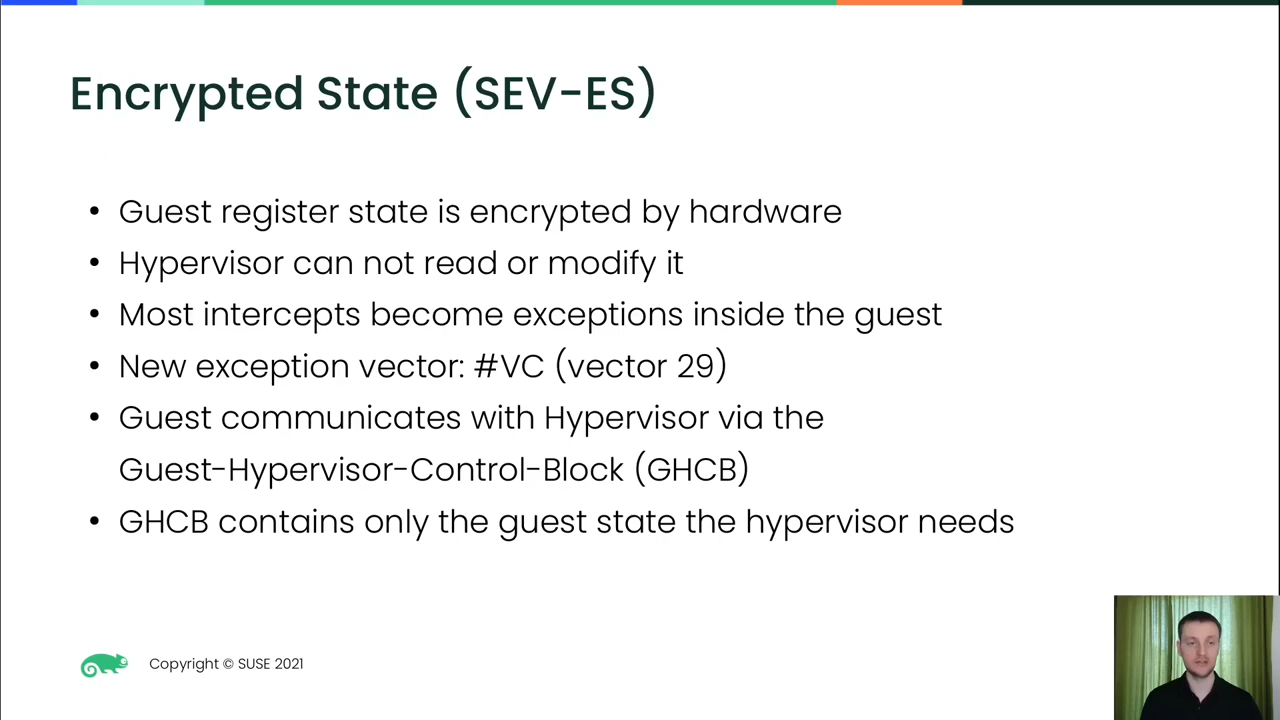 Encrypted State (SEV-ES)
• Guest register state is encrypted by hardware
• Hypervisor can not read or modify it
• Most intercepts become exceptions inside the guest
• New exception vector: #VC (vector 29)
• Guest communicates with Hypervisor via the
Guest-Hypervisor-Control-Block (GHCB)
• GHCB contains only the guest state the hypervisor needs
Copyright © SUSE 2021